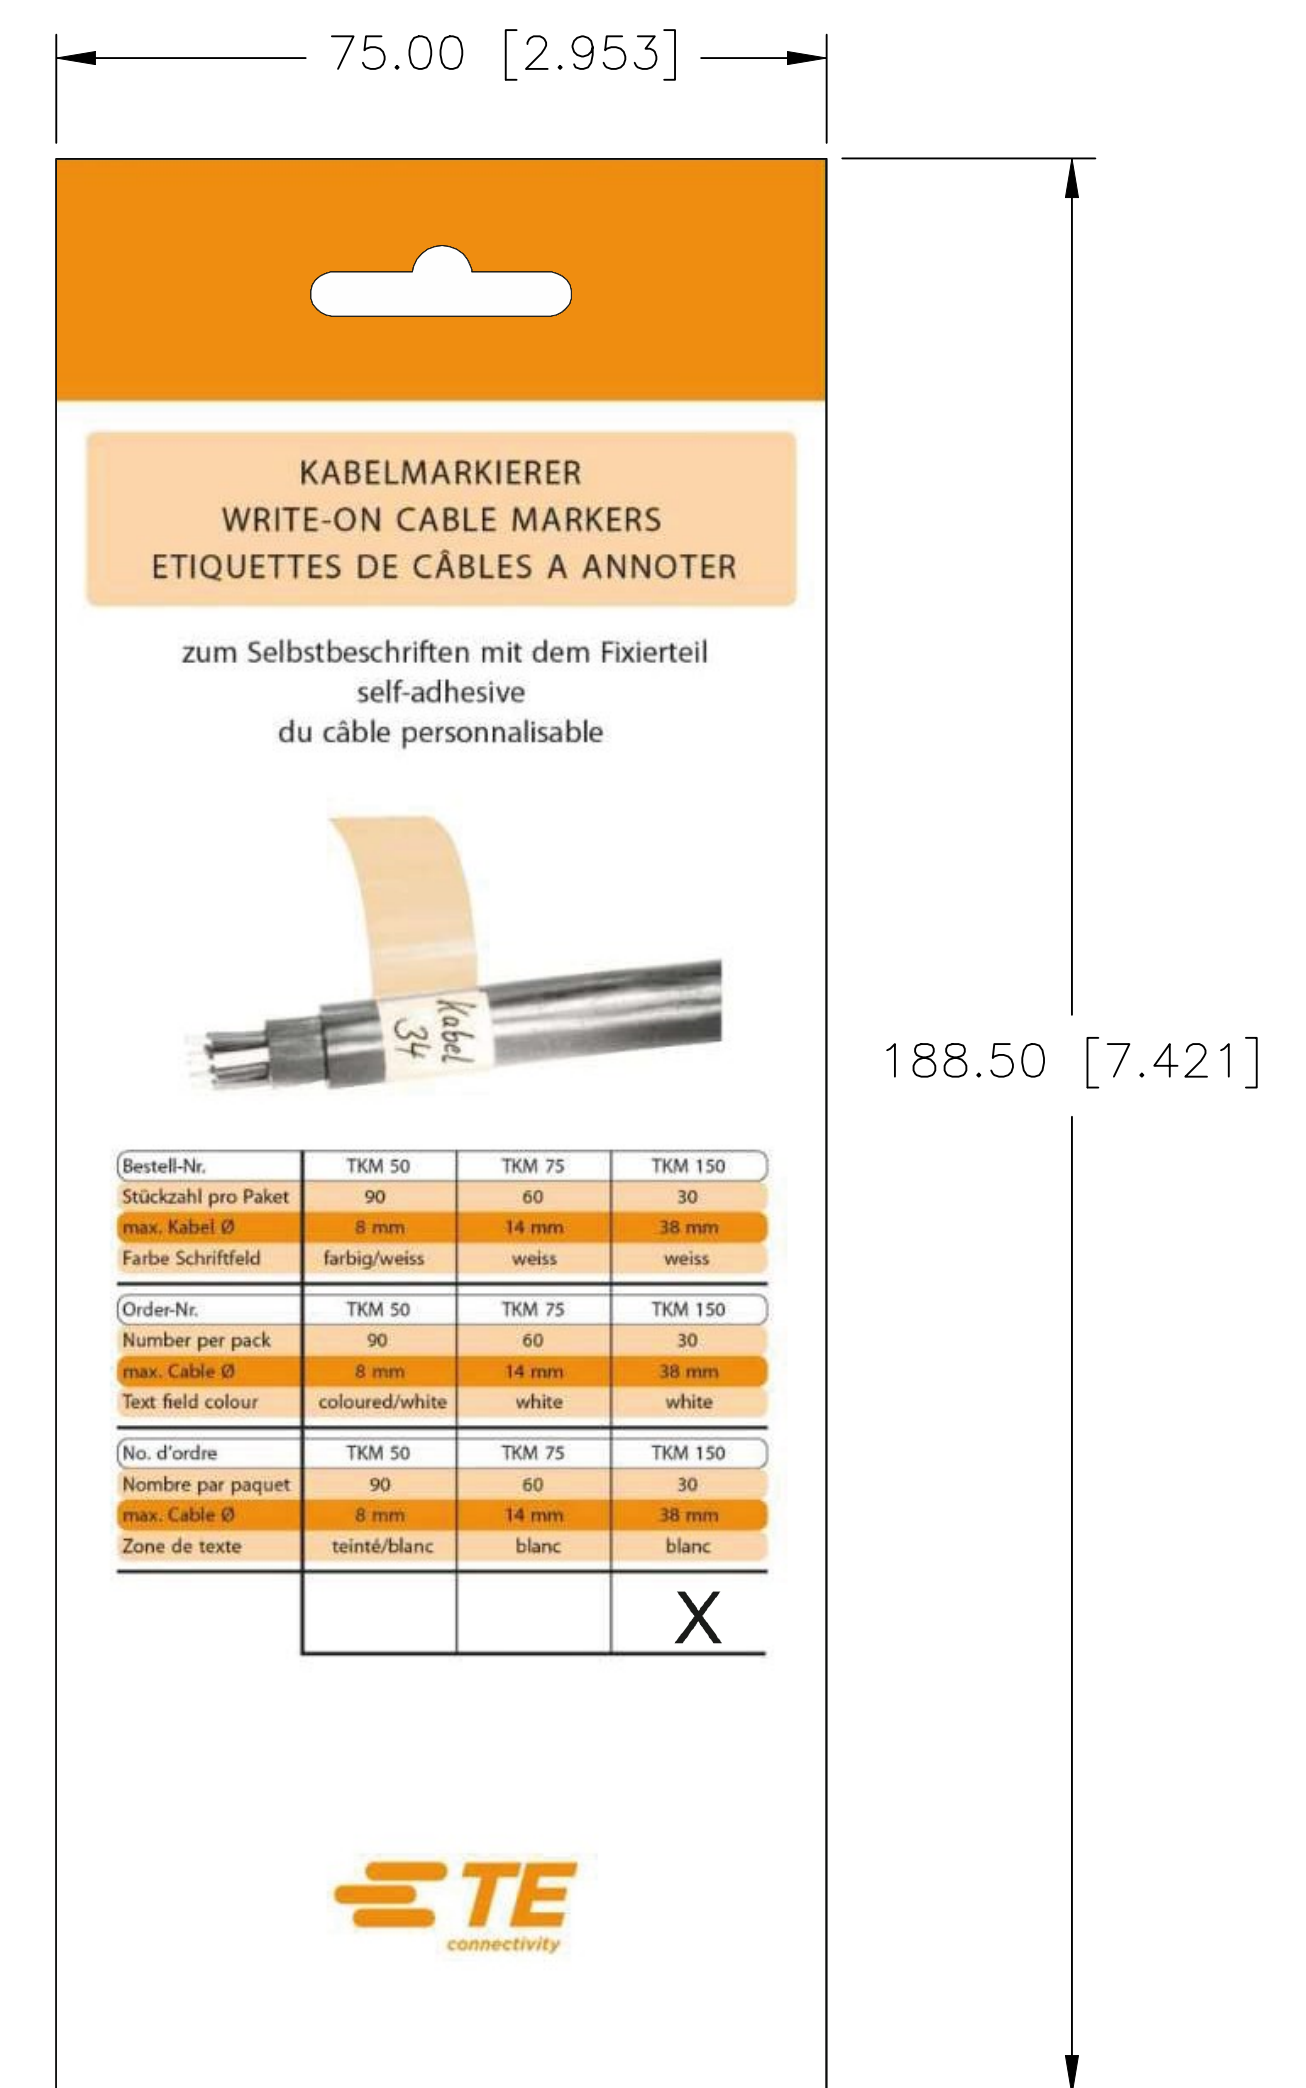 75.00 [2.953]
KABELMARKIERER
WRITE-ON CABLE MARKERS
ETIQUETTES DE CÂBLES A ANNOTER
zum Selbstbeschriften mit dem Fixierteil
self-adhesive
du câble personnalisable
Kabel
34
188.50 [7.421]
Bestell-Nr. TKM 50 TKM 75 TKM 150
Stückzahl pro Paket 90 60 30
max. Kabel Ø 8 mm 14 mm 38 mm
Farbe Schriftfeld farbig/weiss weiss weiss
Order-Nr. TKM 50 TKM 75 TKM 150
Number per pack 90 60 30
max. Cable Ø 8 mm 14 mm 38 mm
Text field colour coloured/white white white
No. d'ordre TKM 50 TKM 75 TKM 150
Nombre par paquet 90 60 30
max. Cable Ø 8 mm 14 mm 38 mm
Zone de texte teinté/blanc blanc blanc
X
TE
connectivity